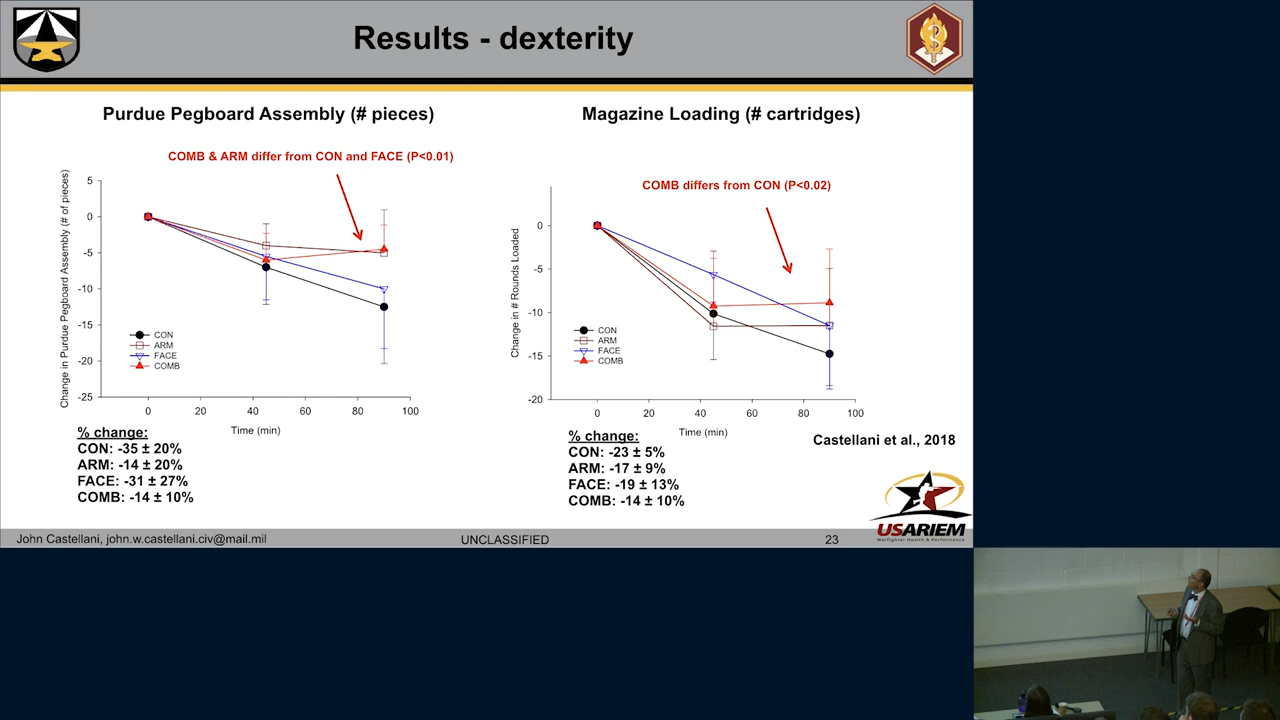 Results - dexterity
Purdue Pegboard Assembly (# pieces)
COMB & ARM differ from CON and FACE (P<0.01)
Change in Purdue Pegboard Assembly (# of pieces)
5
0
-5
-10
-15
-20
-25
CON
ARM
FACE
COMB
0 20 40 60 80 100
Time (min)
% change:
CON: -35 ± 20%
ARM: -14 ± 20%
FACE: -31 ± 27%
COMB: -14 ± 10%
Magazine Loading (# cartridges)
COMB differs from CON (P<0.02)
Change in # Rounds Loaded
0
-5
-10
-15
-20
CON
ARM
FACE
COMB
0 20 40 60 80 100
Time (min)
% change:
CON: -23 ± 5%
ARM: -17 ± 9%
FACE: -19 ± 13%
COMB: -14 ± 10%
Castellani et al., 2018
USARIEM
Warfighter Health & Performance
John Castellani, john.w.castellani.civ@mail.mil
UNCLASSIFIED
23